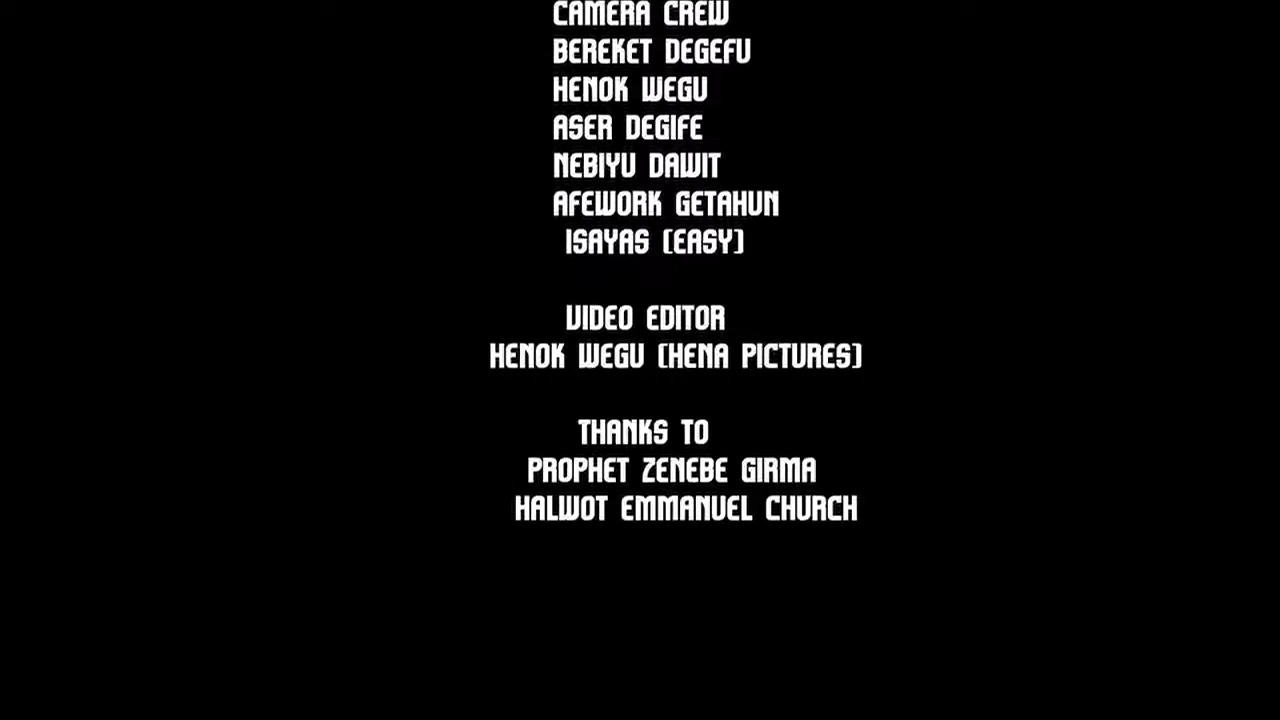 CAMERA CREW
BEREKET DEGEFU
HENOK WEGU
ASER DEGIFE
NEBIYU DAWIT
AFEWORK GETAHUN
ISAYAS (EASY)
VIDEO EDITOR
HENOK WEGU (HENA PICTURES)
THANKS TO
PROPHET ZENEBE GIRMA
HALWOT EMMANUEL CHURCH